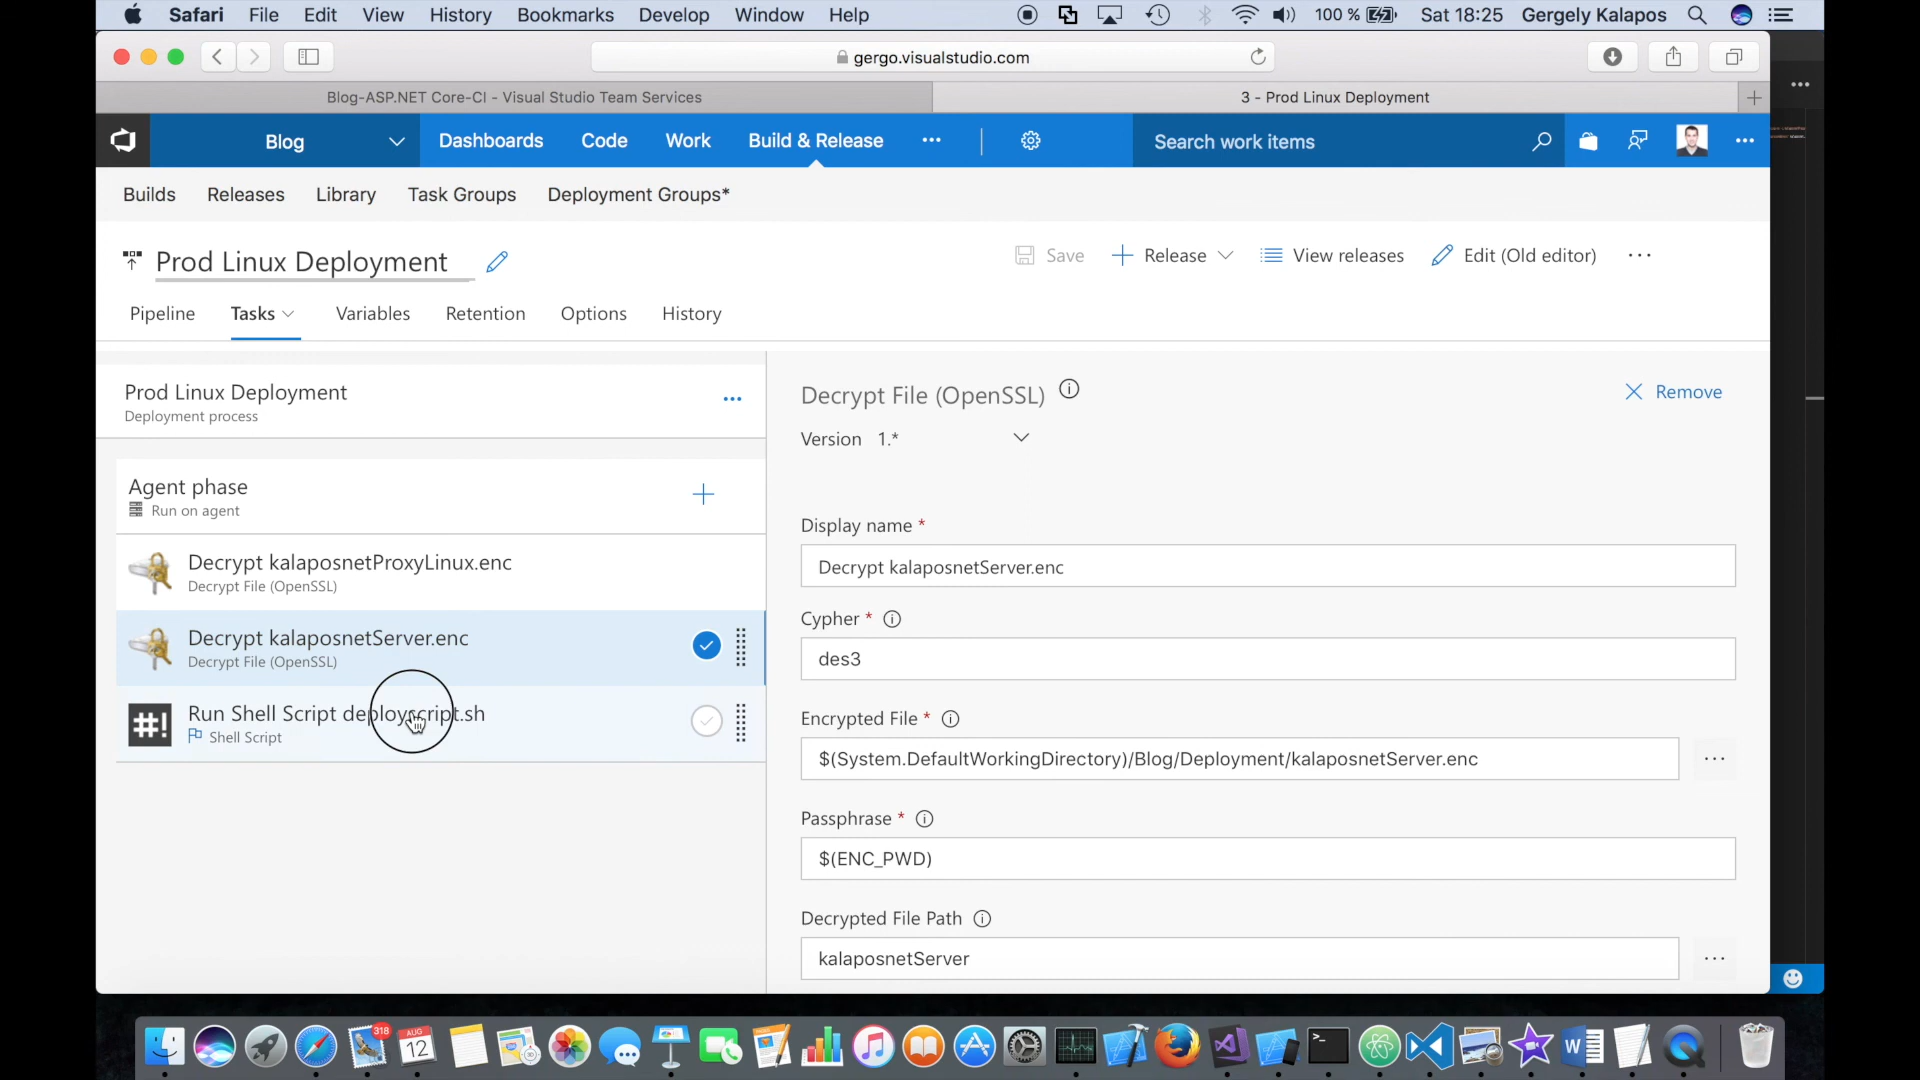 Safari File Edit View History Bookmarks Develop Window Help 100 % Sat 18:25 Gergely Kalapos
gergo.visualstudio.com
Blog-ASP.NET Core-CI - Visual Studio Team Services 3 - Prod Linux Deployment
Blog Dashboards Code Work Build & Release ··· Search work items ···
Builds Releases Library Task Groups Deployment Groups*
Prod Linux Deployment Save Release View releases Edit (Old editor) ···
Pipeline Tasks Variables Retention Options History
Prod Linux Deployment ···
Deployment process
Agent phase
Run on agent
Decrypt kalaposnetProxyLinux.enc
Decrypt File (OpenSSL)
Decrypt kalaposnetServer.enc
Decrypt File (OpenSSL)
#! Run Shell Script deployscript.sh
Shell Script
Decrypt File (OpenSSL) Remove
Version 1.*
Display name *
Decrypt kalaposnetServer.enc
Cypher *
des3
Encrypted File *
$(System.DefaultWorkingDirectory)/Blog/Deployment/kalaposnetServer.enc ···
Passphrase *
$(ENC_PWD)
Decrypted File Path
kalaposnetServer ···
318
AUG
12